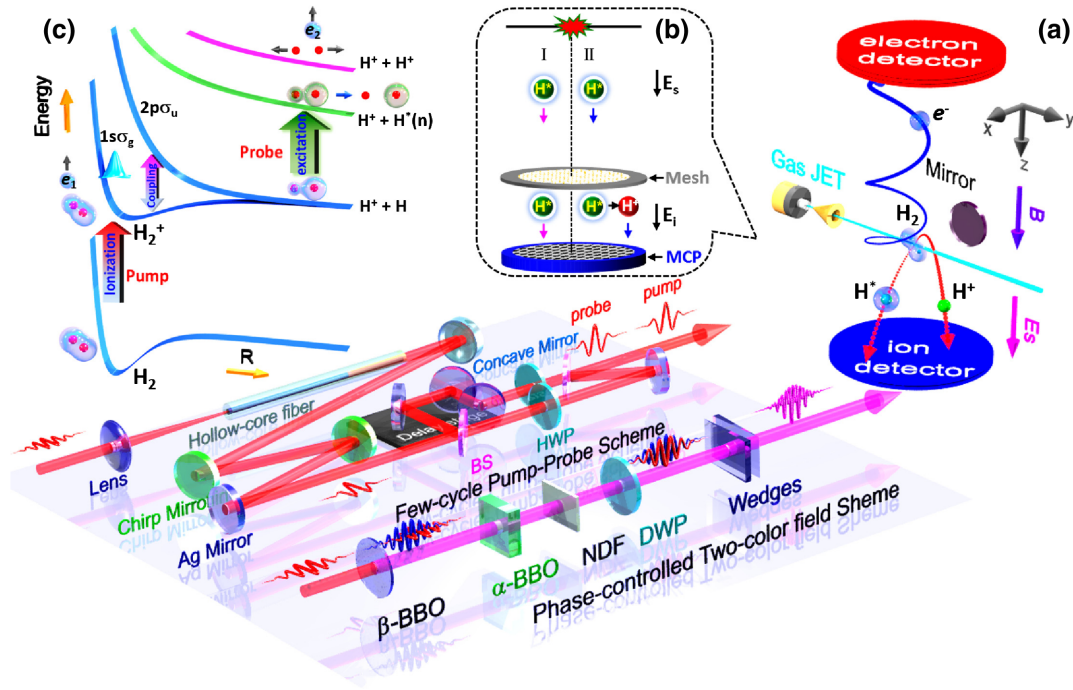 (c)
Energy
1sσg
2pσu
e1
e2
H⁺ + H⁺
H⁺ + H*(n)
Probe
excitation
Coupling
H⁺ + H
H2⁺
Ionization
Pump
R
H2
(b)
I II
H* H*
Es
Mesh
H* H* H⁺
Ei
MCP
(a)
electron
detector
e-
x y
z
Gas JET
Mirror
H2
B
H* H⁺
Es
ion
detector
probe
pump
Concave Mirror
Hollow-core fiber
Delay stage
HWP
BS
Lens
Chirp Mirror
Ag Mirror
Few-cycle Pump-Probe Scheme
Wedges
DWP
NDF
α-BBO
β-BBO
Phase-controlled Two-color field Sheme